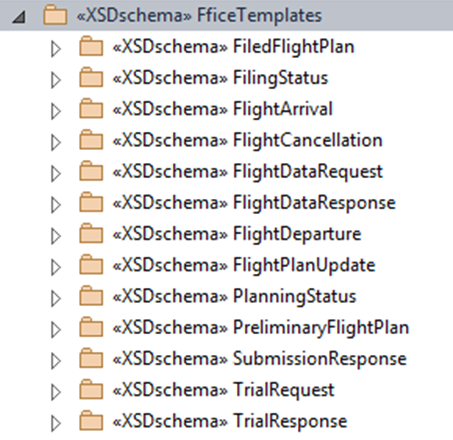 «XSDschema» FficeTemplates
«XSDschema» FiledFlightPlan
«XSDschema» FilingStatus
«XSDschema» FlightArrival
«XSDschema» FlightCancellation
«XSDschema» FlightDataRequest
«XSDschema» FlightDataResponse
«XSDschema» FlightDeparture
«XSDschema» FlightPlanUpdate
«XSDschema» PlanningStatus
«XSDschema» PreliminaryFlightPlan
«XSDschema» SubmissionResponse
«XSDschema» TrialRequest
«XSDschema» TrialResponse